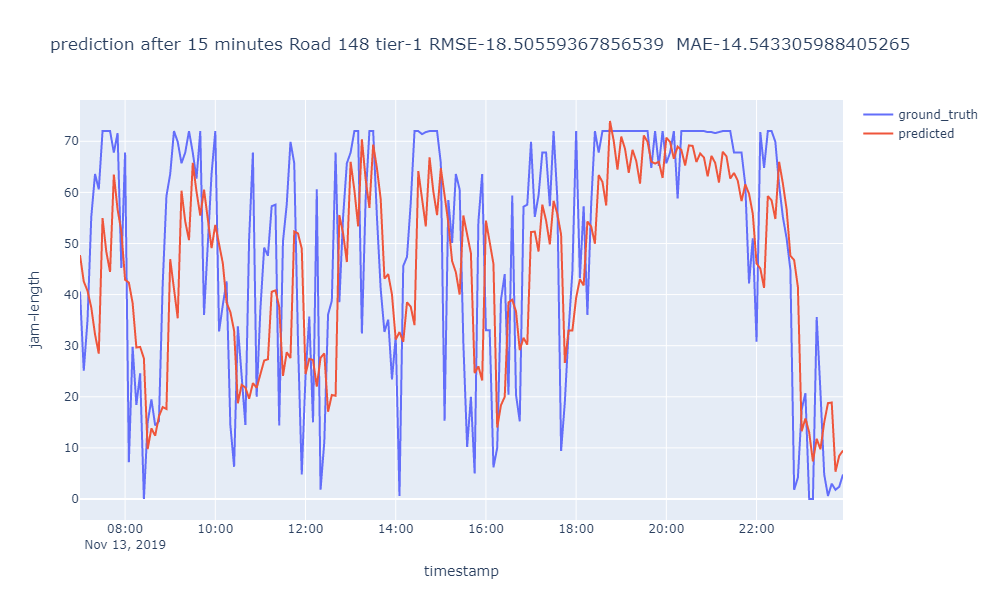 prediction after 15 minutes Road 148 tier-1 RMSE-18.50559367856539  MAE-14.543305988405265
ground_truth
predicted
jam-length
70
60
50
40
30
20
10
0
08:00 10:00 12:00 14:00 16:00 18:00 20:00 22:00
Nov 13, 2019
timestamp